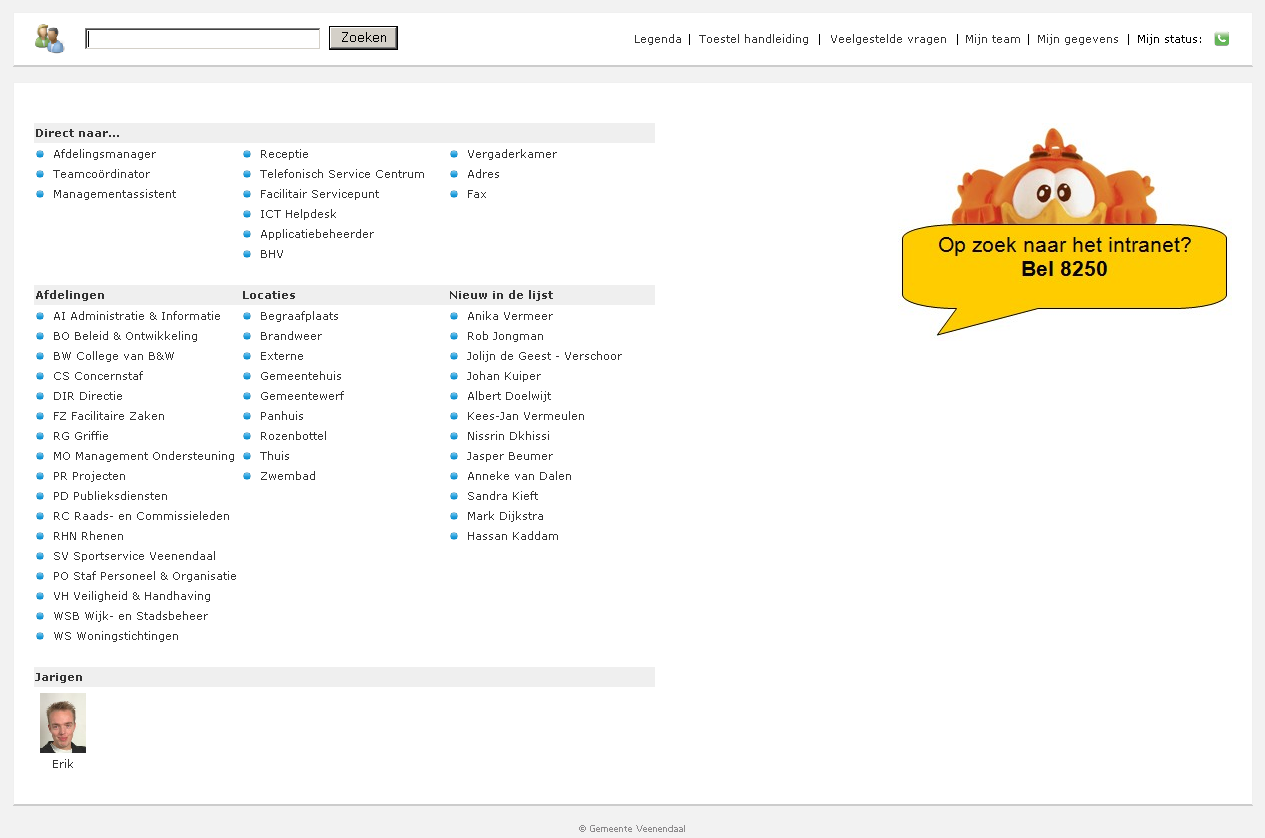 Zoeken
Legenda | Toestel handleiding | Veelgestelde vragen | Mijn team | Mijn gegevens | Mijn status:
Direct naar...
Afdelingsmanager
Teamcoördinator
Managementassistent
Receptie
Telefonisch Service Centrum
Facilitair Servicepunt
ICT Helpdesk
Applicatiebeheerder
BHV
Vergaderkamer
Adres
Fax
Op zoek naar het intranet?
Bel 8250
Afdelingen
AI Administratie & Informatie
BO Beleid & Ontwikkeling
BW College van B&W
CS Concernstaf
DIR Directie
FZ Facilitaire Zaken
RG Griffie
MO Management Ondersteuning
PR Projecten
PD Publieksdiensten
RC Raads- en Commissieleden
RHN Rhenen
SV Sportservice Veenendaal
PO Staf Personeel & Organisatie
VH Veiligheid & Handhaving
WSB Wijk- en Stadsbeheer
WS Woningstichtingen
Locaties
Begraafplaats
Brandweer
Externe
Gemeentehuis
Gemeentewerf
Panhuis
Rozenbottel
Thuis
Zwembad
Nieuw in de lijst
Anika Vermeer
Rob Jongman
Jolijn de Geest - Verschoor
Johan Kuiper
Albert Doelwijt
Kees-Jan Vermeulen
Nissrin Dkhissi
Jasper Beumer
Anneke van Dalen
Sandra Kieft
Mark Dijkstra
Hassan Kaddam
Jarigen
Erik
© Gemeente Veenendaal